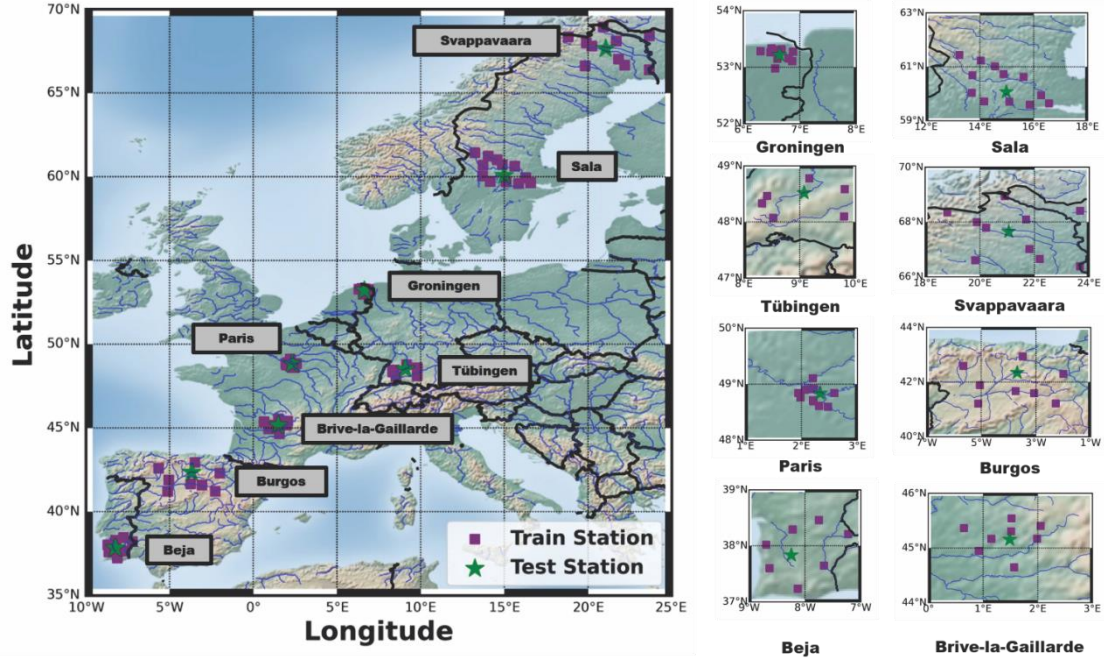 70°N
65°N
60°N
55°N
50°N
45°N
40°N
35°N
10°W
5°W
0°
5°E
10°E
15°E
20°E
25°E
Latitude
Longitude
Svappavaara
Sala
Groningen
Paris
Tübingen
Brive-la-Gaillarde
Burgos
Beja
Train Station
Test Station
54°N
53°N
52°N
6°E
7°E
8°E
Groningen
63°N
61°N
59°N
12°E
14°E
16°E
18°E
Sala
49°N
48°N
47°N
8°E
9°E
10°E
Tübingen
70°N
68°N
66°N
18°E
20°E
22°E
24°E
Svappavaara
50°N
49°N
48°N
1°E
2°E
3°E
Paris
44°N
42°N
40°N
7°W
5°W
3°W
1°W
Burgos
39°N
38°N
37°N
9°W
8°W
7°W
Beja
46°N
45°N
44°N
0°
1°E
2°E
3°E
Brive-la-Gaillarde